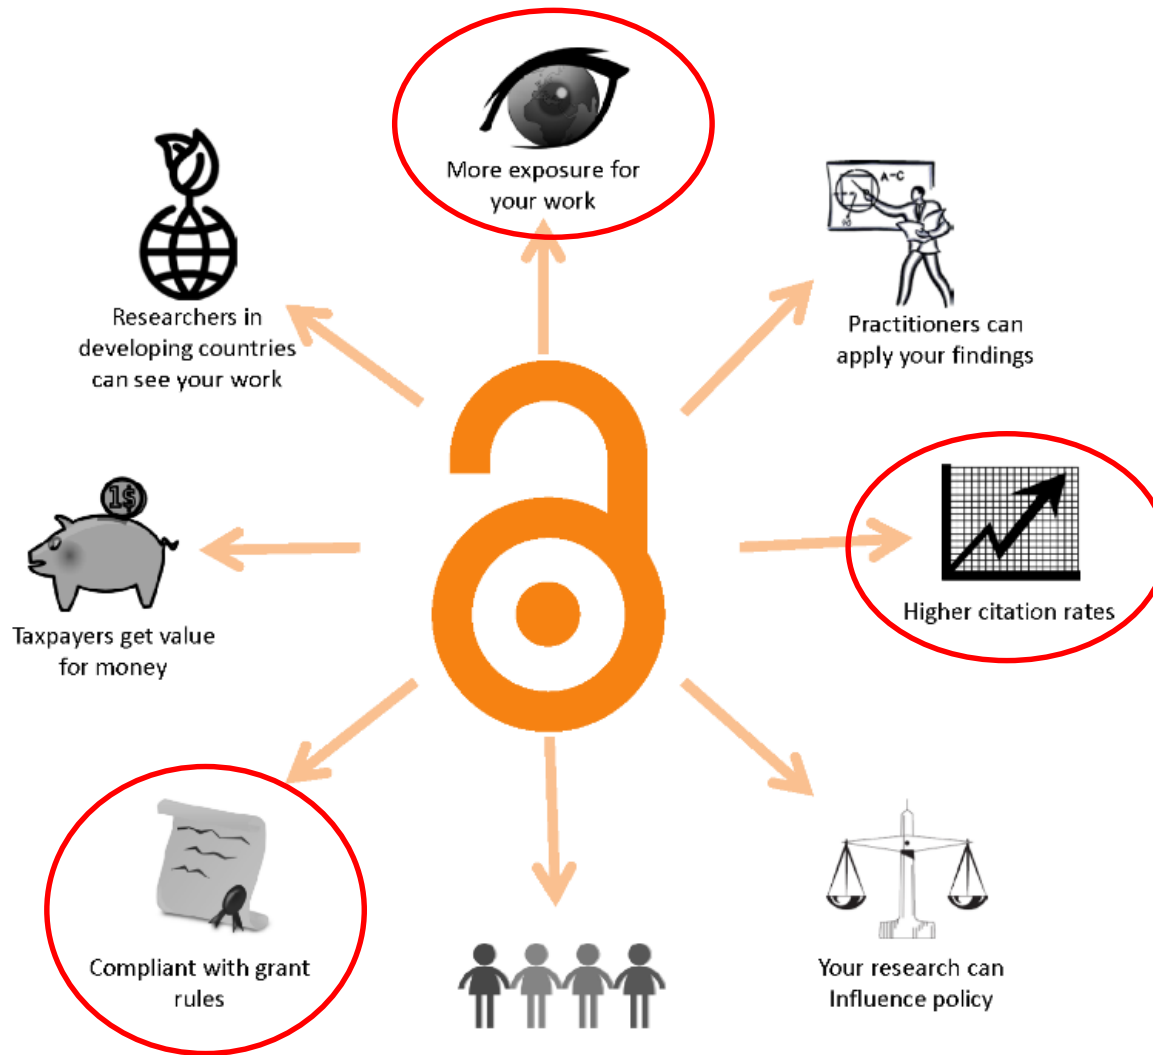 More exposure for
your work
A=C
Practitioners can
apply your findings
Researchers in
developing countries
can see your work
1$
Higher citation rates
Taxpayers get value
for money
Compliant with grant
rules
Your research can
Influence policy